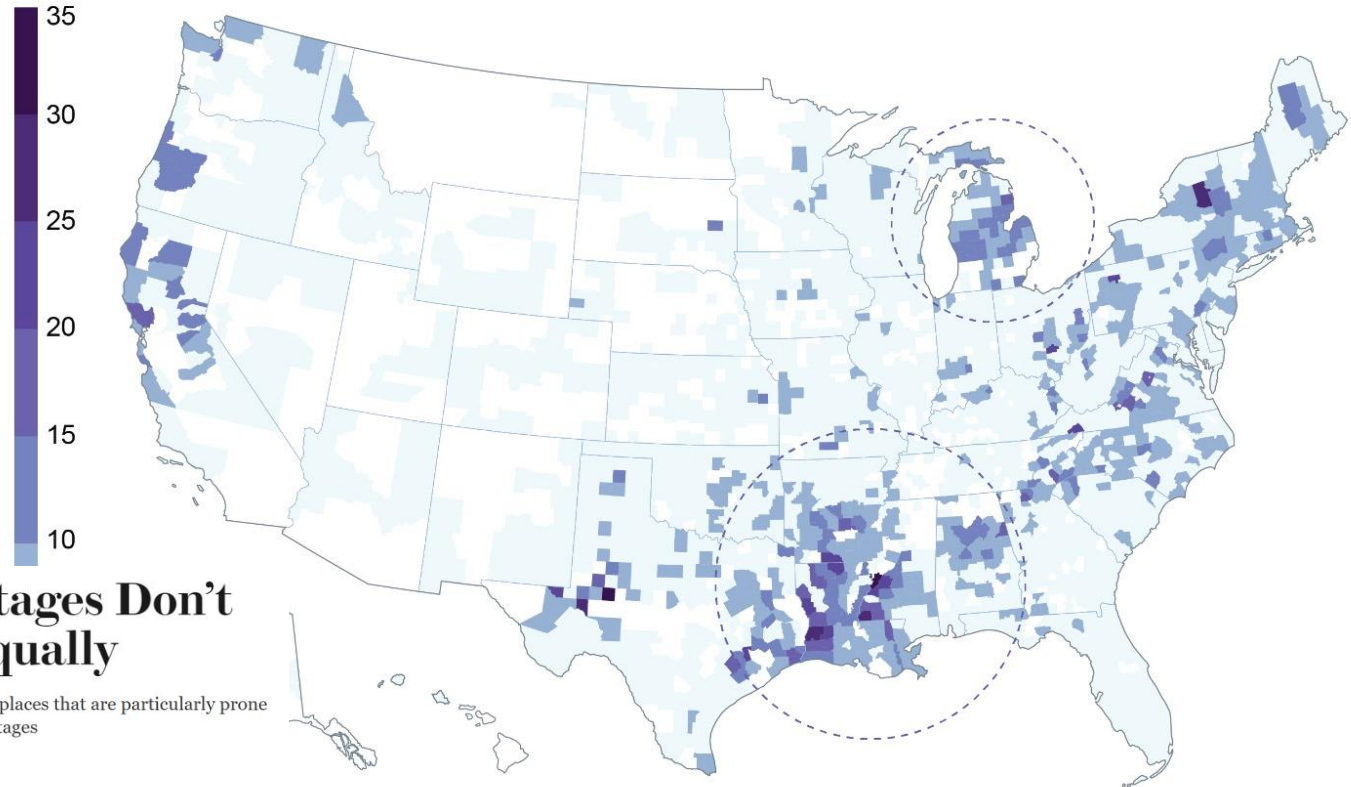 35
30
25
20
15
10
tages Don’t
qually
places that are particularly prone
tages